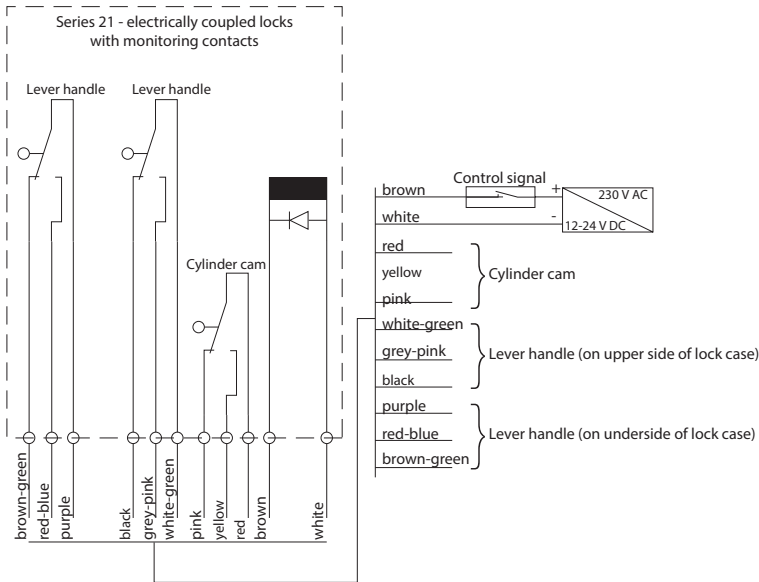 Series 21 - electrically coupled locks
with monitoring contacts
Lever handle
Lever handle
Cylinder cam
brown-green
red-blue
purple
black
grey-pink
white-green
pink
yellow
red
brown
white
brown
Control signal
+
230 V AC
white
-
12-24 V DC
red
yellow
Cylinder cam
pink
white-green
grey-pink
Lever handle (on upper side of lock case)
black
purple
red-blue
Lever handle (on underside of lock case)
brown-green